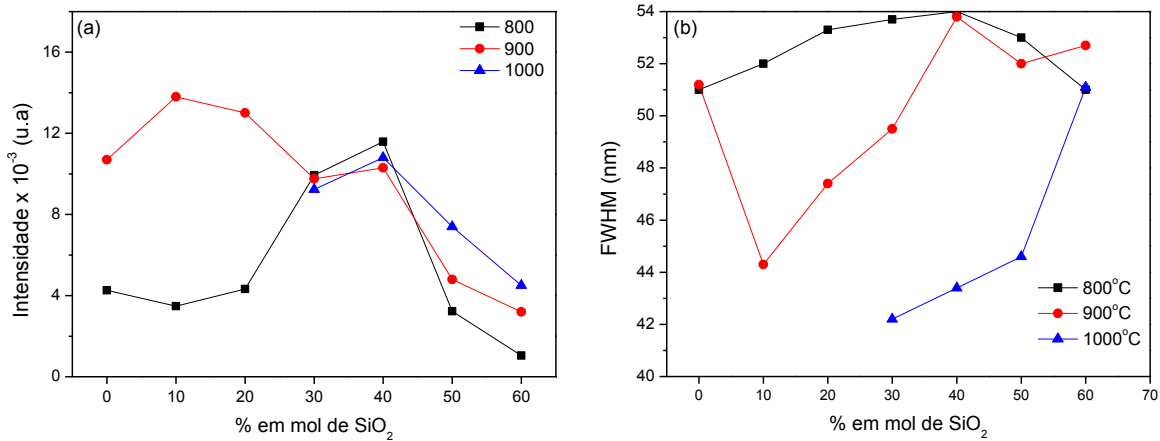 (a)
800
900
1000
16
12
8
4
0
Intensidade x 10⁻³ (u.a)
0 10 20 30 40 50 60
% em mol de SiO₂
(b)
54
52
50
48
46
44
42
40
FWHM (nm)
800°C
900°C
1000°C
0 10 20 30 40 50 60 70
% em mol de SiO₂